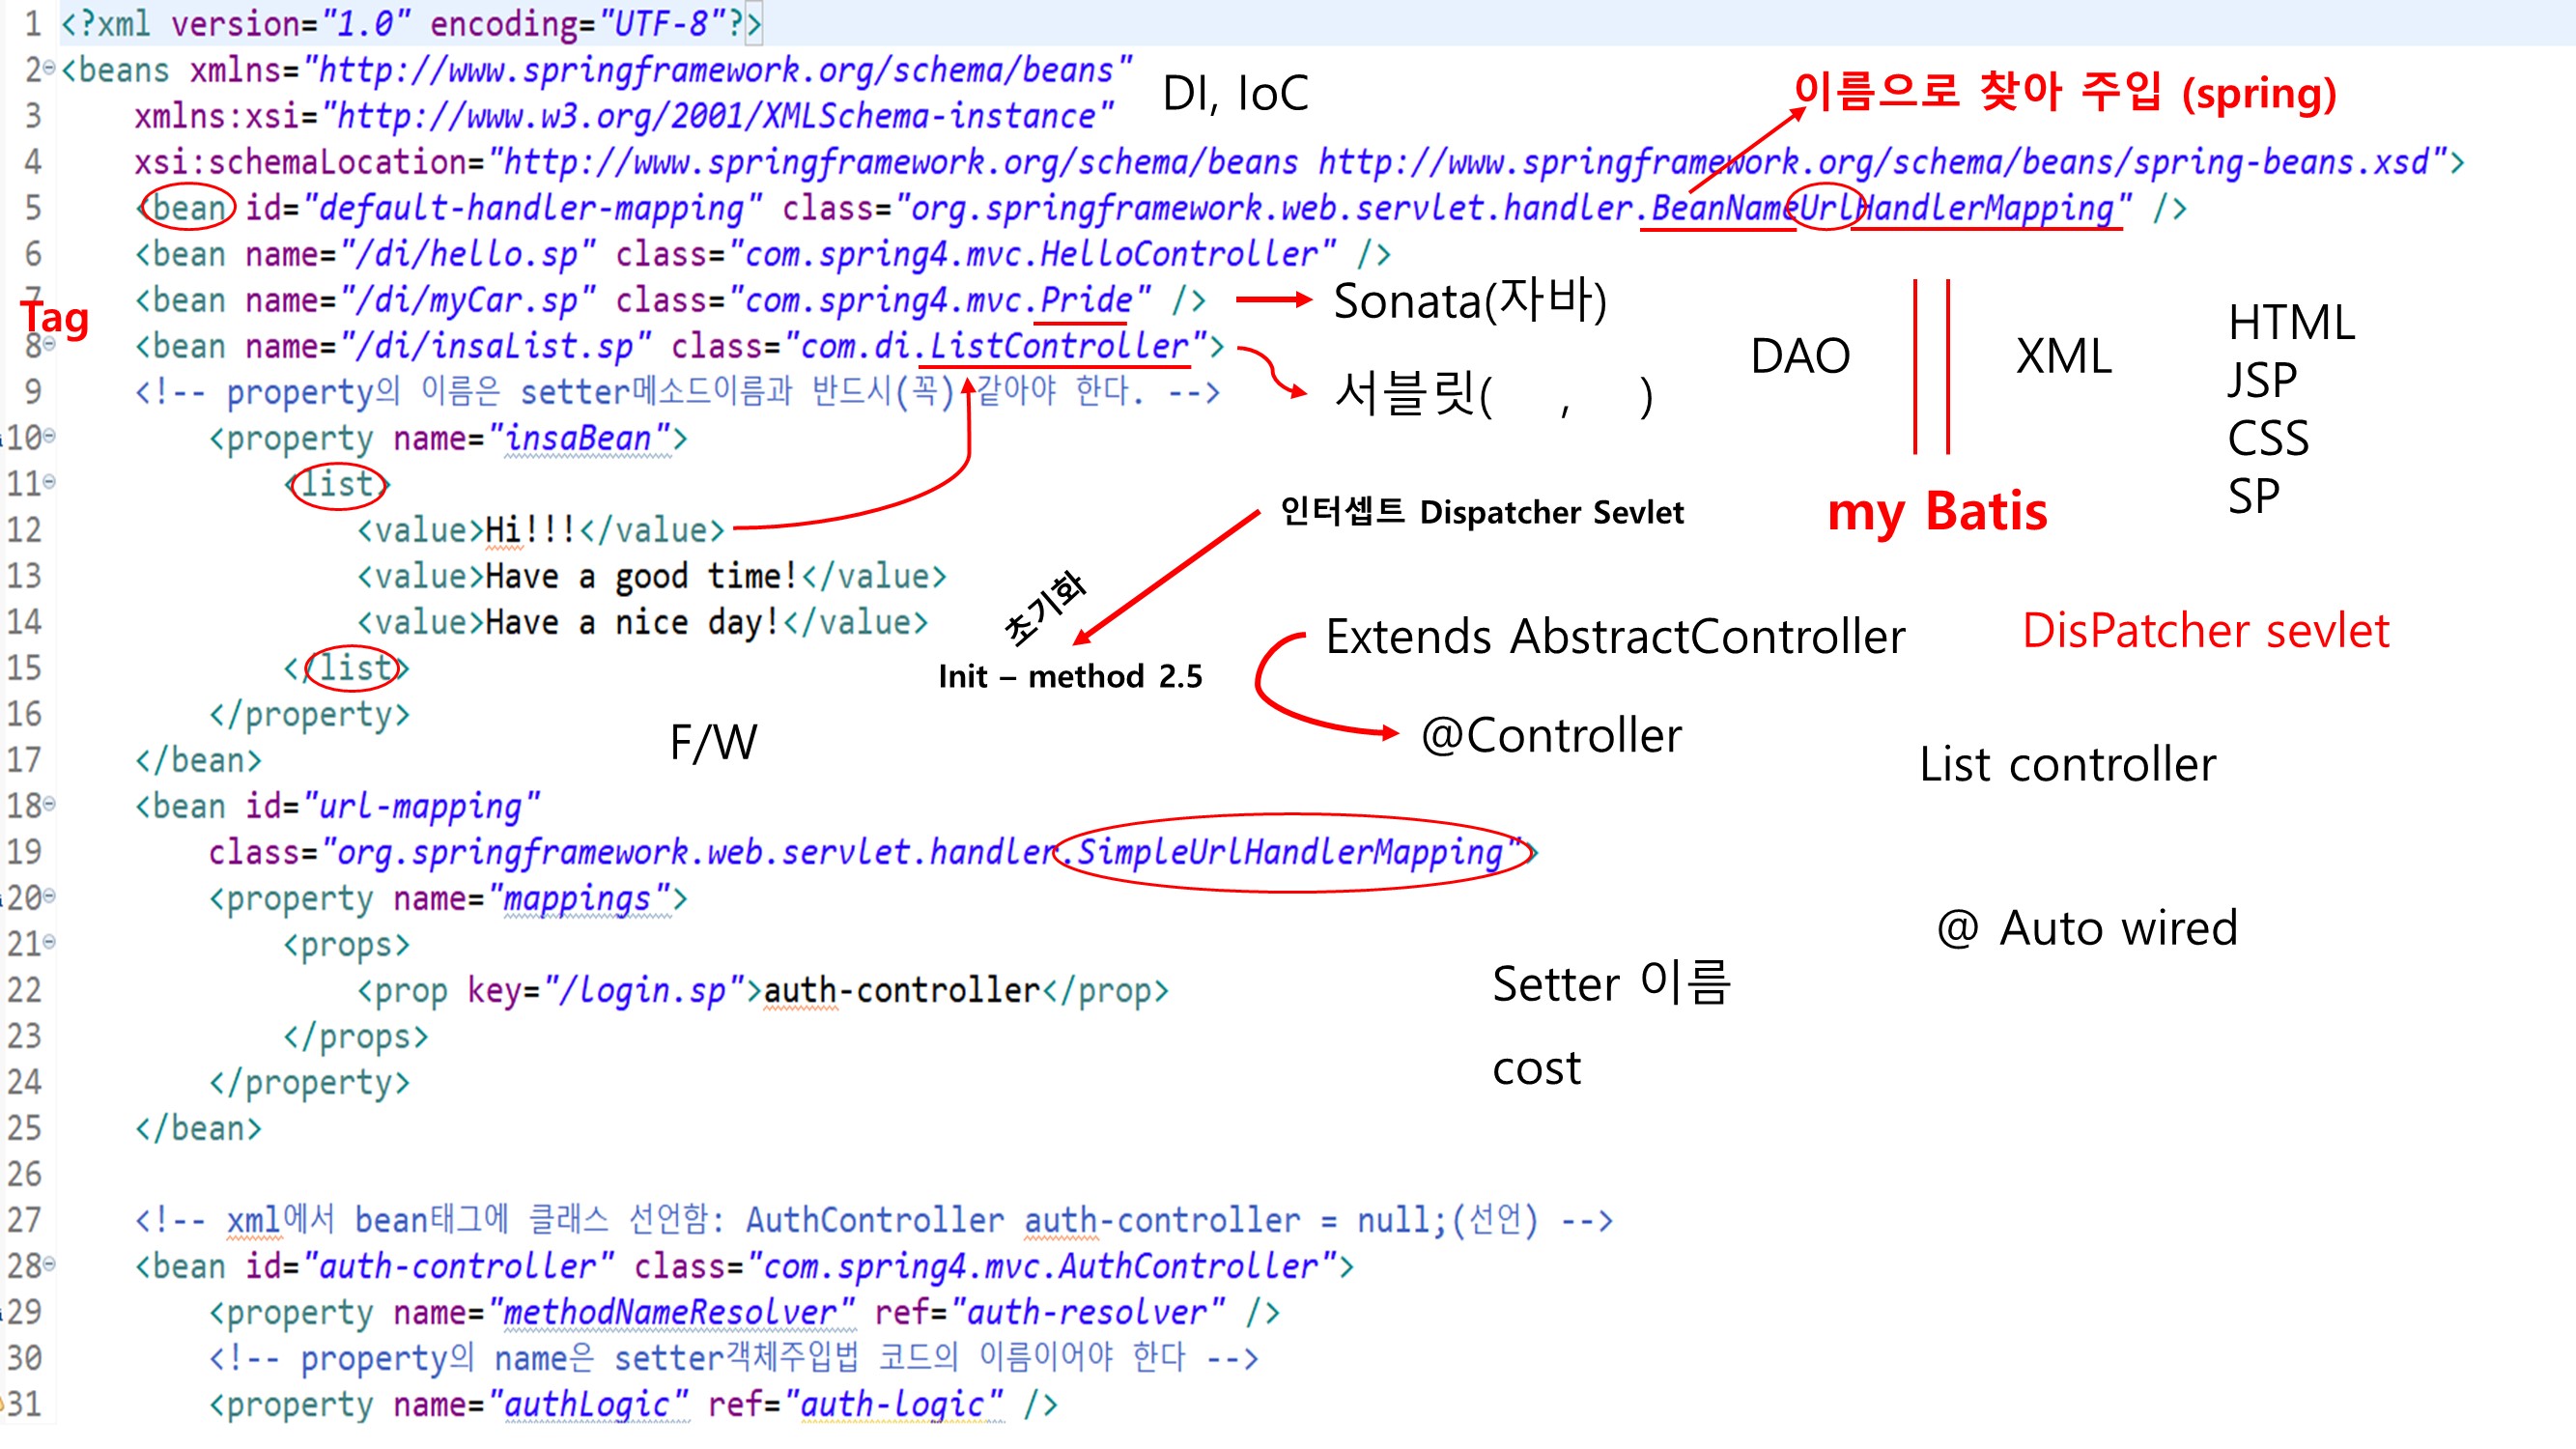 1 <?xml version="1.0" encoding="UTF-8"?>
2 <beans xmlns="http://www.springframework.org/schema/beans"
DI, IoC
이름으로 찾아 주입 (spring)
3 xmlns:xsi="http://www.w3.org/2001/XMLSchema-instance"
4 xsi:schemaLocation="http://www.springframework.org/schema/beans http://www.springframework.org/schema/beans/spring-beans.xsd">
5 <bean id="default-handler-mapping" class="org.springframework.web.servlet.handler.BeanNameUrlHandlerMapping" />
6 <bean name="/di/hello.sp" class="com.spring4.mvc.HelloController" />
7 <bean name="/di/myCar.sp" class="com.spring4.mvc.Pride" />
Sonata(자바)
Tag
8 <bean name="/di/insaList.sp" class="com.di.ListController">
DAO
XML
HTML
JSP
CSS
SP
9 <!-- property의 이름은 setter메소드이름과 반드시(꼭) 같아야 한다. -->
서블릿( , )
10 <property name="insaBean">
11 <list>
12 <value>Hi!!!</value>
인터셉트 Dispatcher Sevlet
my Batis
13 <value>Have a good time!</value>
초기화
14 <value>Have a nice day!</value>
Extends AbstractController
DisPatcher sevlet
15 </list>
Init – method 2.5
16 </property>
F/W
@Controller
17 </bean>
List controller
18 <bean id="url-mapping"
19 class="org.springframework.web.servlet.handler.SimpleUrlHandlerMapping">
20 <property name="mappings">
@ Auto wired
21 <props>
22 <prop key="/login.sp">auth-controller</prop>
Setter 이름
23 </props>
cost
24 </property>
25 </bean>
26
27 <!-- xml에서 bean태그에 클래스 선언함: AuthController auth-controller = null;(선언) -->
28 <bean id="auth-controller" class="com.spring4.mvc.AuthController">
29 <property name="methodNameResolver" ref="auth-resolver" />
30 <!-- property의 name은 setter객체주입법 코드의 이름이어야 한다 -->
31 <property name="authLogic" ref="auth-logic" />